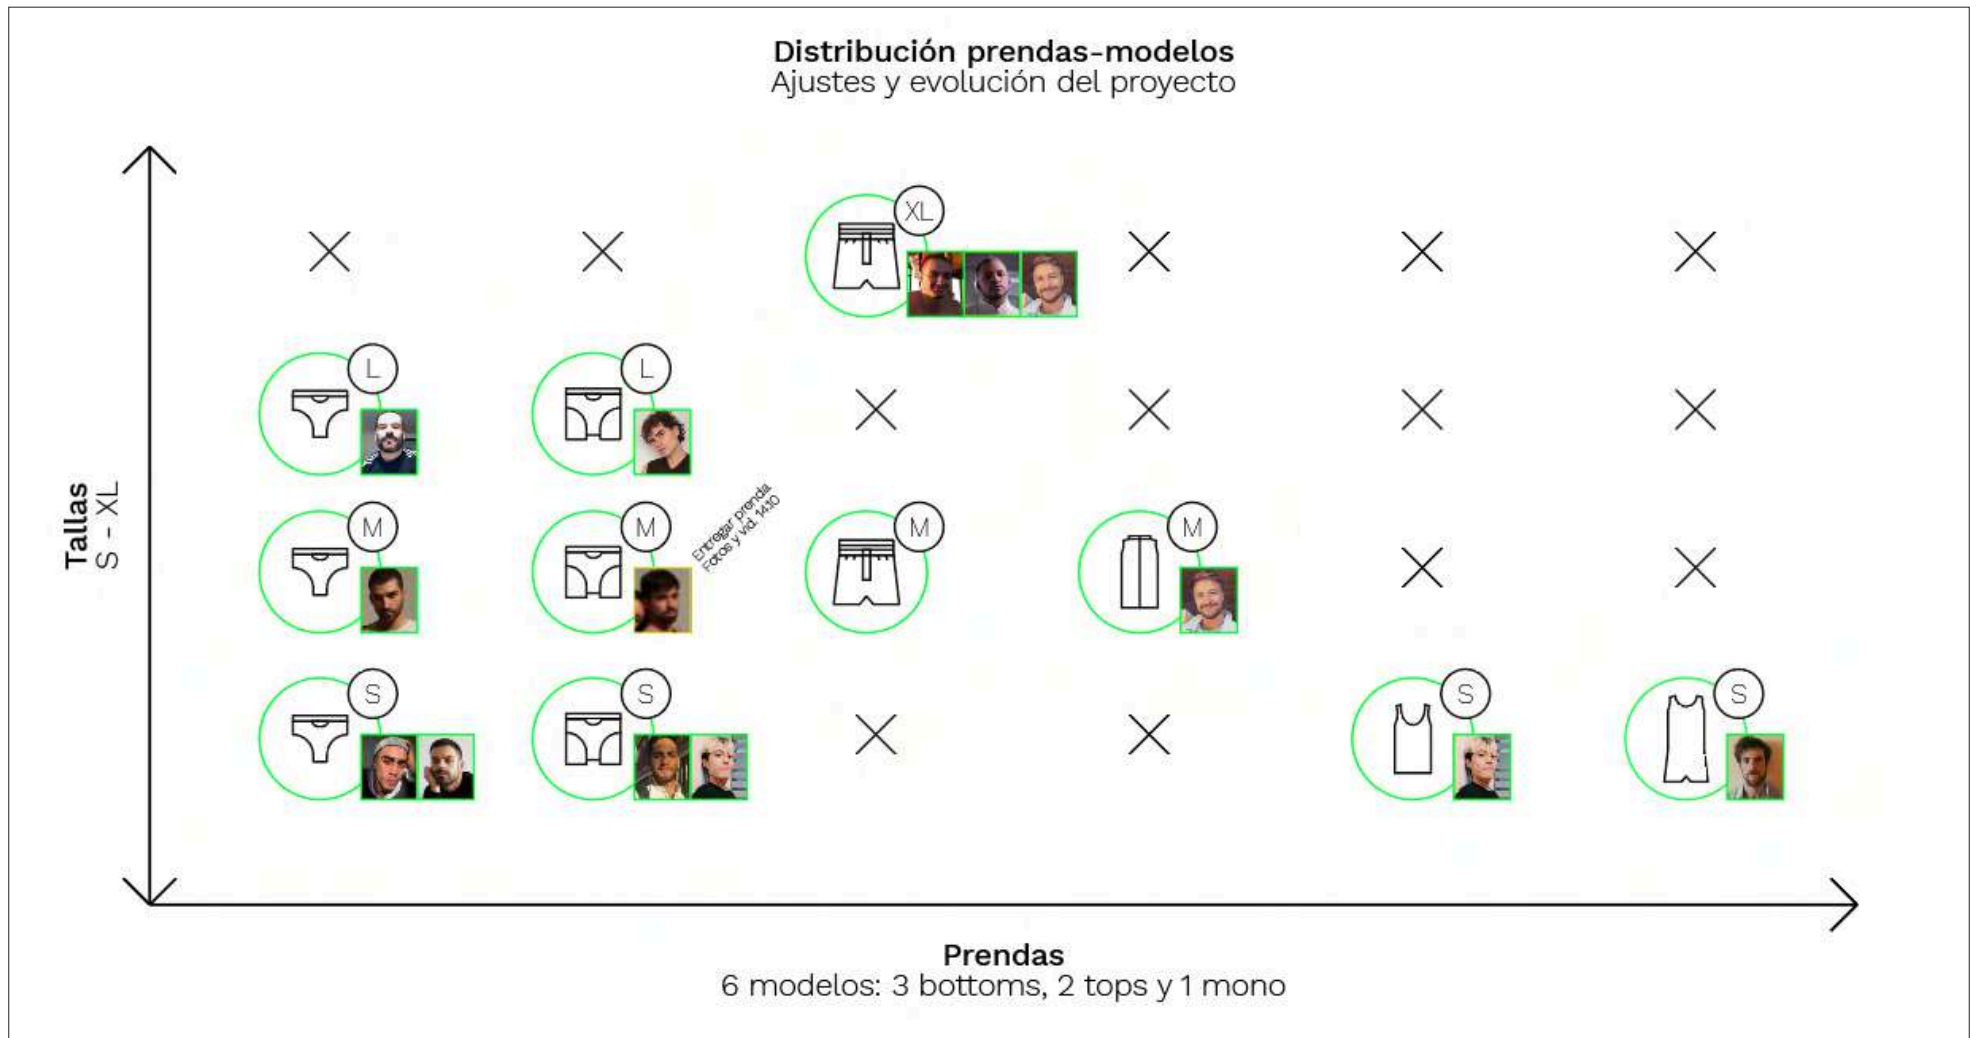 Distribución prendas-modelos
Ajustes y evolución del proyecto
XL
L
L
Entregar prenda
Fotos y vid. 14.10
M
M
M
M
S
S
S
S
Tallas
S - XL
Prendas
6 modelos: 3 bottoms, 2 tops y 1 mono